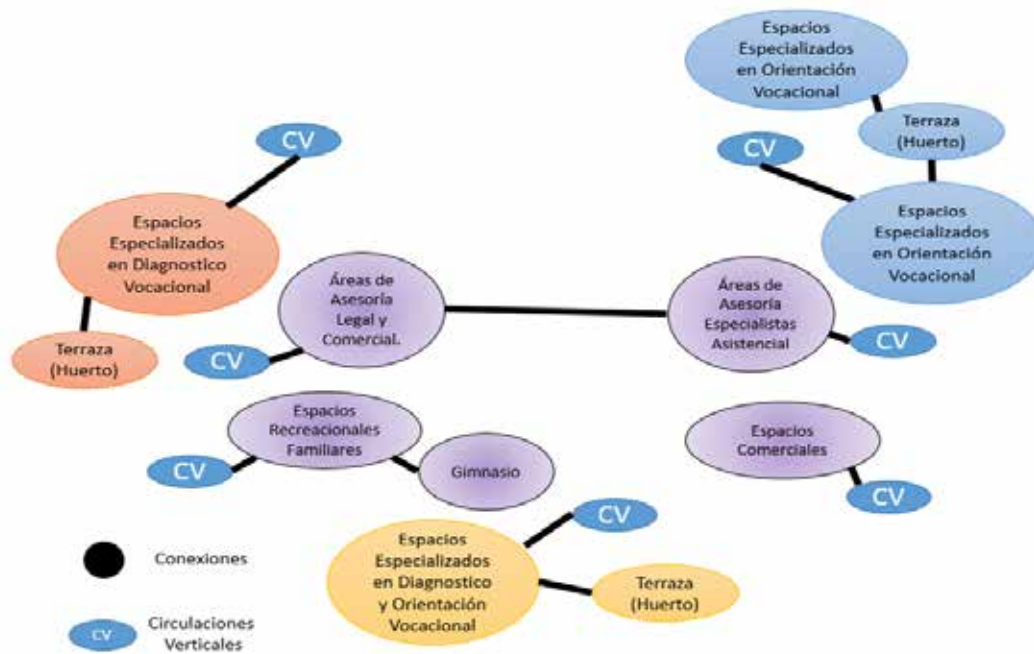 Espacios
Especializados
en Orientación
Vocacional
Terraza
(Huerto)
CV
CV
Espacios
Especializados
en Diagnostico
Vocacional
Espacios
Especializados
en Orientación
Vocacional
Áreas de
Asesoría
Legal y
Comercial.
Áreas de
Asesoría
Especialistas
Asistencial
Terraza
(Huerto)
CV
CV
Espacios
Recreacionales
Familiares
Espacios
Comerciales
CV
Gimnasio
CV
CV
Espacios
Especializados
en Diagnostico
y Orientación
Vocacional
Terraza
(Huerto)
Conexiones
CV
Circulaciones
Verticales